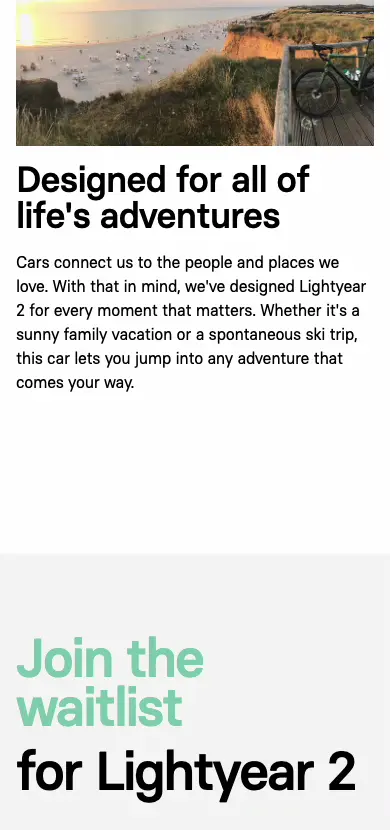 Designed for all of
life's adventures
Cars connect us to the people and places we
love. With that in mind, we've designed Lightyear
2 for every moment that matters. Whether it's a
sunny family vacation or a spontaneous ski trip,
this car lets you jump into any adventure that
comes your way.
Join the
waitlist
for Lightyear 2